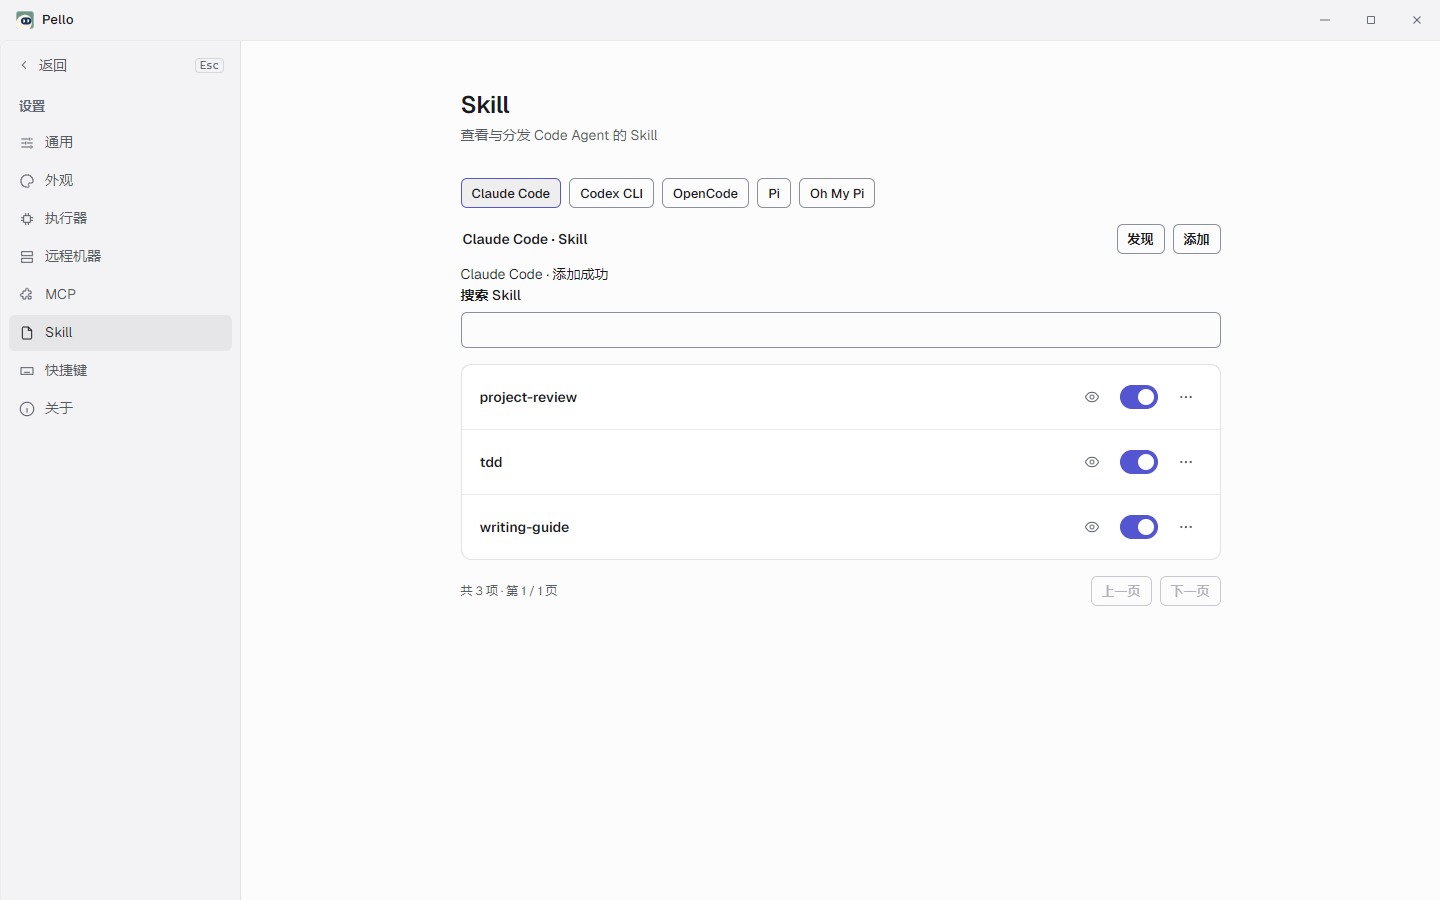 Pello
返回 Esc
设置
通用
外观
执行器
远程机器
MCP
Skill
快捷键
关于
Skill
查看与分发 Code Agent 的 Skill
Claude Code Codex CLI OpenCode Pi Oh My Pi
Claude Code · Skill 发现 添加
Claude Code · 添加成功
搜索 Skill
project-review
tdd
writing-guide
共 3 项 · 第 1 / 1 页 上一页 下一页